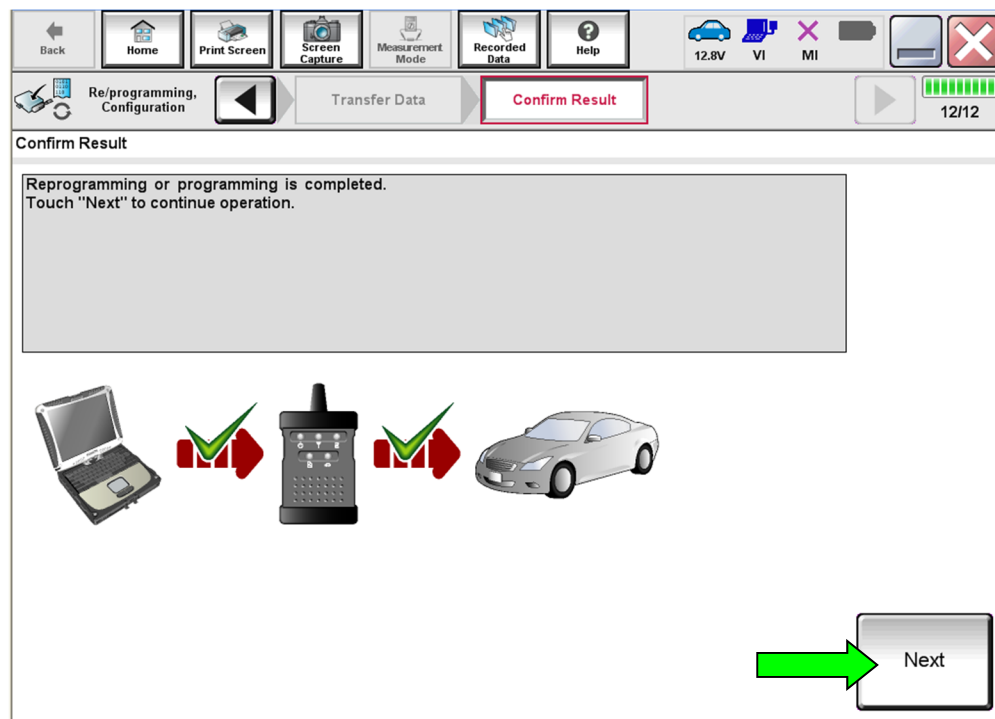 Back
Home
Print Screen
Screen
Capture
Measurement
Mode
Recorded
Data
?
Help
12.8V
VI
MI
Re/programming,
Configuration
Transfer Data
Confirm Result
12/12
Confirm Result
Reprogramming or programming is completed.
Touch "Next" to continue operation.
Next